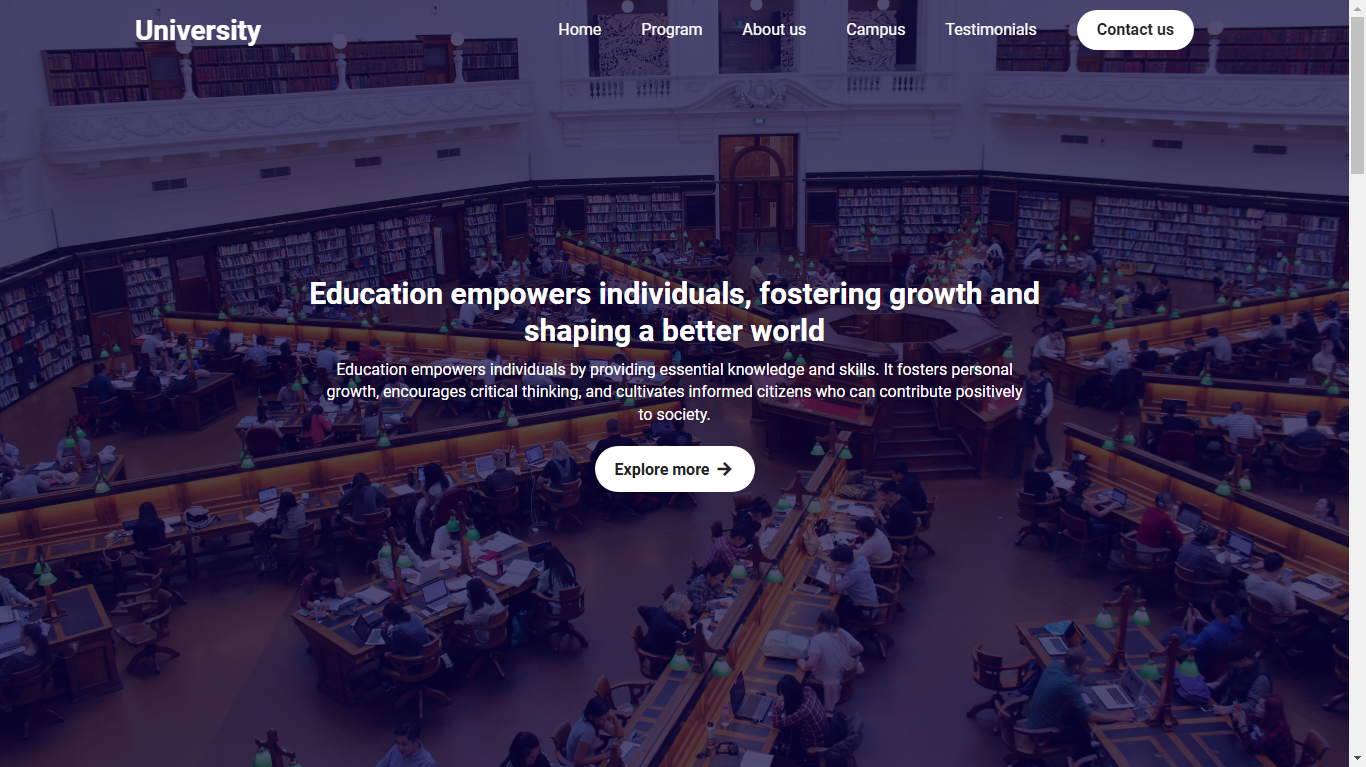 University
Home
Program
About us
Campus
Testimonials
Contact us
Education empowers individuals, fostering growth and
shaping a better world
Education empowers individuals by providing essential knowledge and skills. It fosters personal
growth, encourages critical thinking, and cultivates informed citizens who can contribute positively
to society.
Explore more